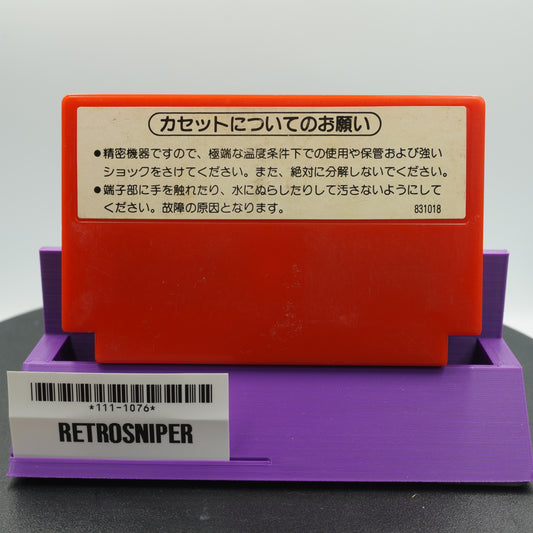 カセットについてのお願い
●精密機器ですので、極端な温度条件下での使用や保管および強い
ショックをさけてください。また、絶対に分解しないでください。
●端子部に手を触れたり、水にぬらしたりして汚さないようにして
ください。故障の原因となります。
831018
*111-1076*
RETROSNIPER